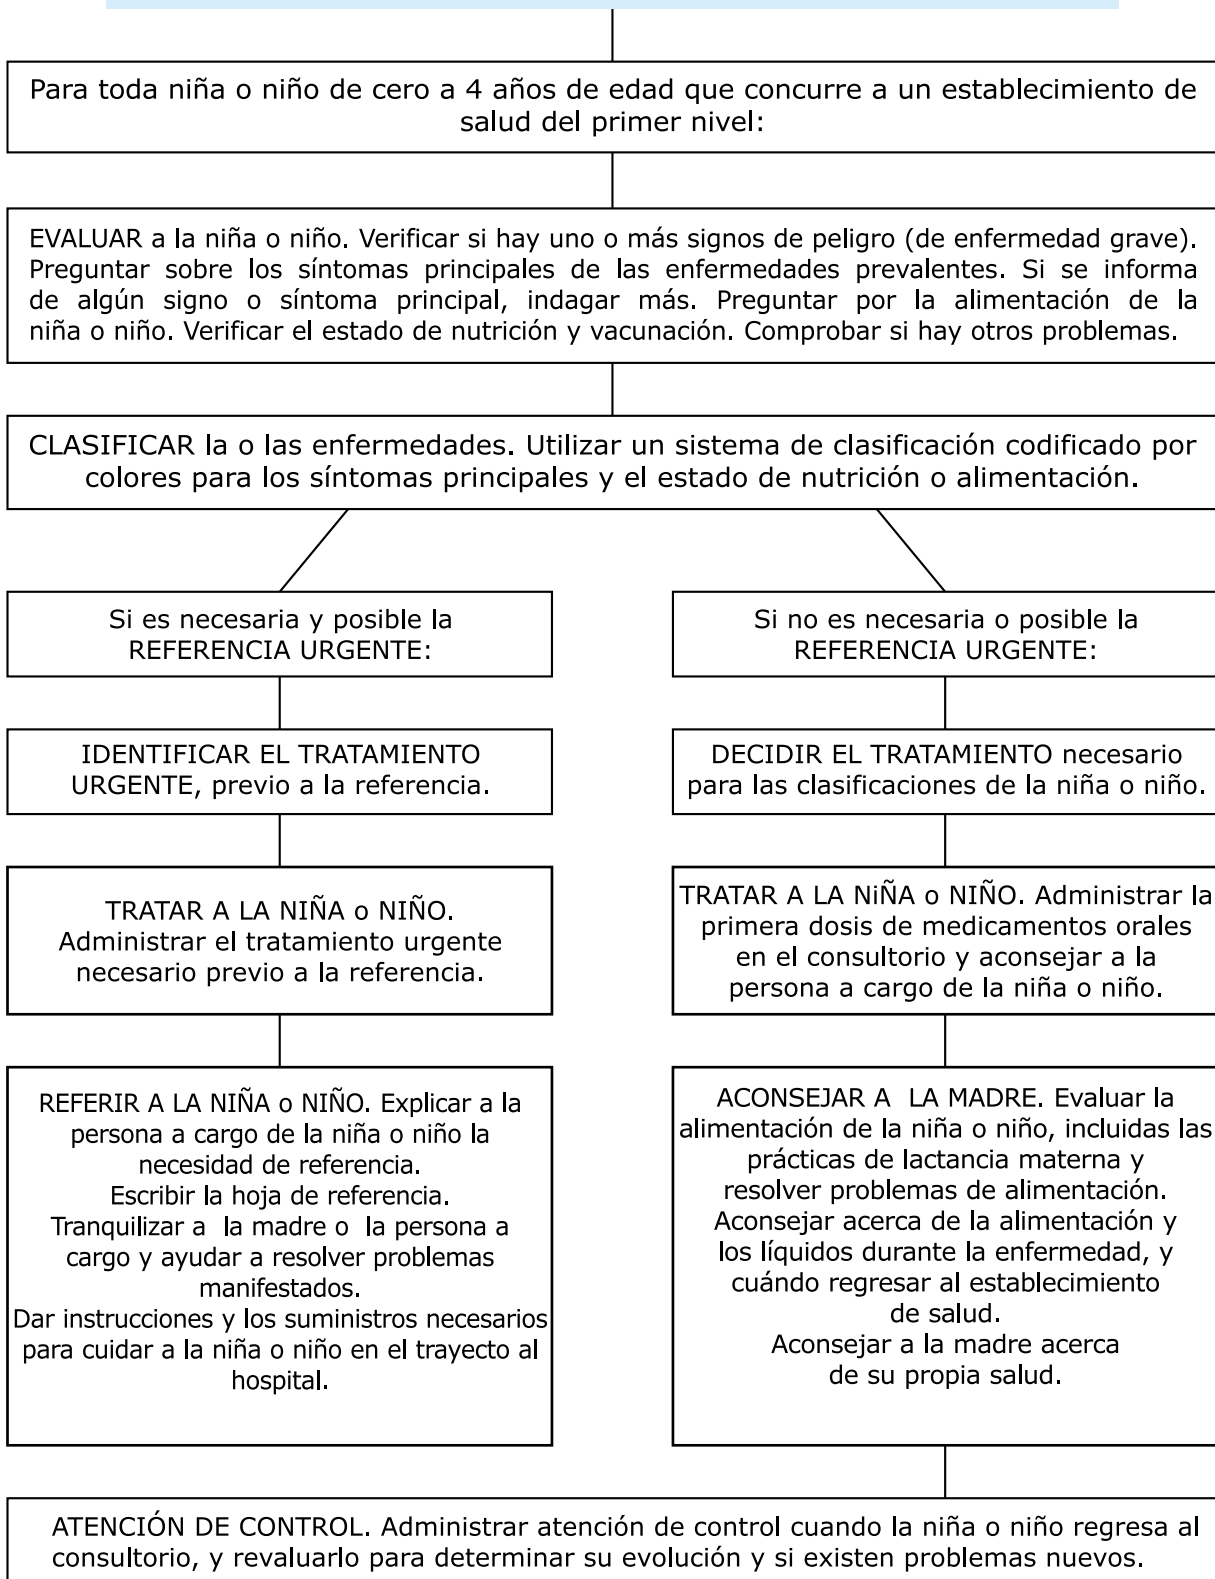 Para toda niña o niño de cero a 4 años de edad que concurre a un establecimiento de
salud del primer nivel:
EVALUAR a la niña o niño. Verificar si hay uno o más signos de peligro (de enfermedad grave).
Preguntar sobre los síntomas principales de las enfermedades prevalentes. Si se informa
de algún signo o síntoma principal, indagar más. Preguntar por la alimentación de la
niña o niño. Verificar el estado de nutrición y vacunación. Comprobar si hay otros problemas.
CLASIFICAR la o las enfermedades. Utilizar un sistema de clasificación codificado por
colores para los síntomas principales y el estado de nutrición o alimentación.
Si es necesaria y posible la
REFERENCIA URGENTE:
IDENTIFICAR EL TRATAMIENTO
URGENTE, previo a la referencia.
TRATAR A LA NIÑA o NIÑO.
Administrar el tratamiento urgente
necesario previo a la referencia.
REFERIR A LA NIÑA o NIÑO. Explicar a la
persona a cargo de la niña o niño la
necesidad de referencia.
Escribir la hoja de referencia.
Tranquilizar a  la madre o  la persona a
cargo y ayudar a resolver problemas
manifestados.
Dar instrucciones y los suministros necesarios
para cuidar a la niña o niño en el trayecto al
hospital.
Si no es necesaria o posible la
REFERENCIA URGENTE:
DECIDIR EL TRATAMIENTO necesario
para las clasificaciones de la niña o niño.
TRATAR A LA NiÑA o NIÑO. Administrar la
primera dosis de medicamentos orales
en el consultorio y aconsejar a la
persona a cargo de la niña o niño.
ACONSEJAR A  LA MADRE. Evaluar la
alimentación de la niña o niño, incluidas las
prácticas de lactancia materna y
resolver problemas de alimentación.
Aconsejar acerca de la alimentación y
los líquidos durante la enfermedad, y
cuándo regresar al establecimiento
de salud.
Aconsejar a la madre acerca
de su propia salud.
ATENCIÓN DE CONTROL. Administrar atención de control cuando la niña o niño regresa al
consultorio, y revaluarlo para determinar su evolución y si existen problemas nuevos.